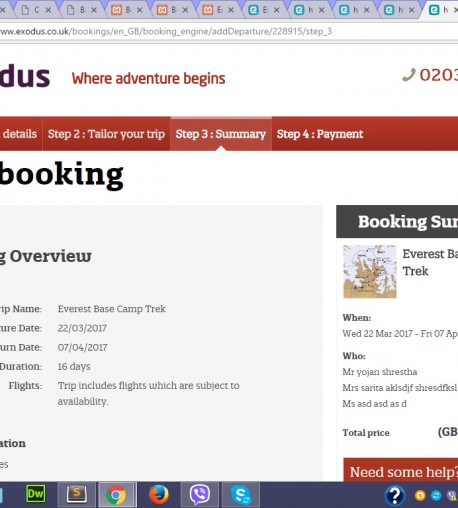 ww.exodus.co.uk/bookings/en_GB/booking_engine/addDeparture/228915/step_3
dus Where adventure begins 0203
details Step 2 : Tailor your trip Step 3 : Summary Step 4 : Payment
booking
g Overview
rip Name: Everest Base Camp Trek
ure Date: 22/03/2017
urn Date: 07/04/2017
Duration: 16 days
Flights: Trip includes flights which are subject to
availability.
ation
es
Booking Sur
Everest Ba
Trek
When:
Wed 22 Mar 2017 - Fri 07 Ap
Who:
Mr yojan shrestha
Mrs sarita aklsdjf shresdfksl
Ms asd asd as d
Total price (GB
Need some help?
Dw
S